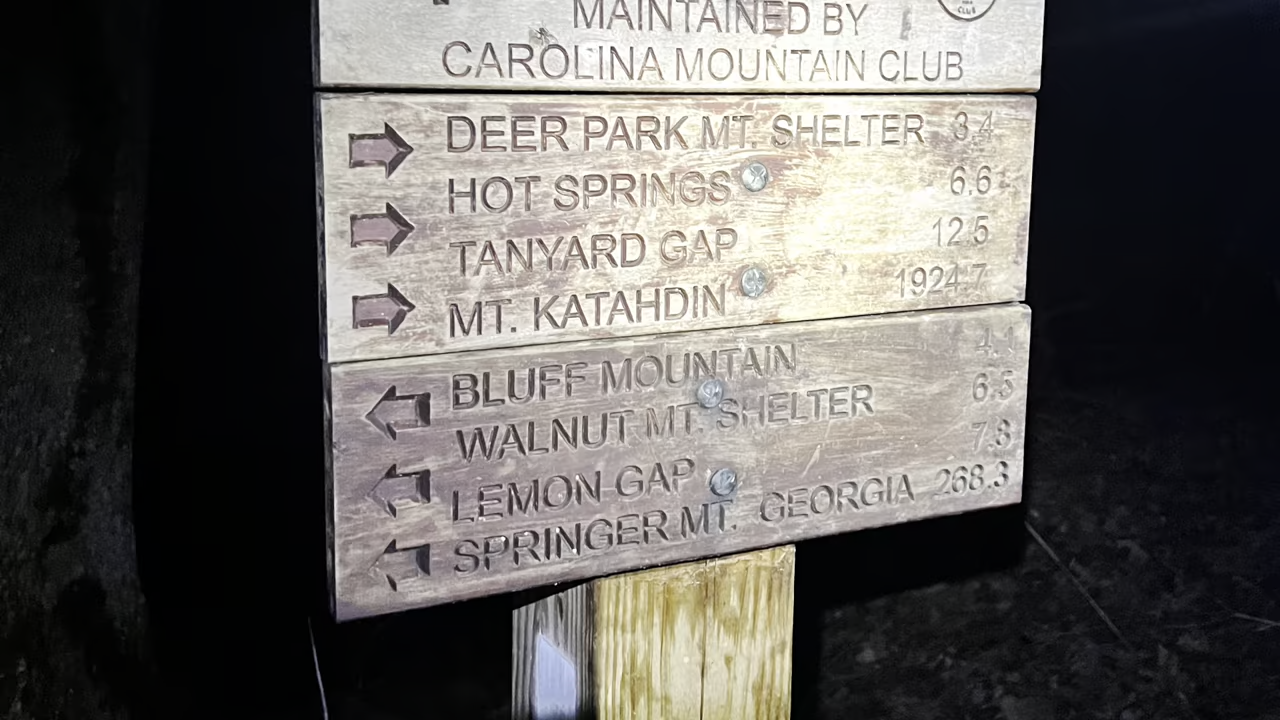 MAINTAINED BY
CAROLINA MOUNTAIN CLUB
DEER PARK MT. SHELTER 3.4
HOT SPRINGS 6.6
TANYARD GAP 12.5
MT. KATAHDIN 1924.7
BLUFF MOUNTAIN 4.1
WALNUT MT. SHELTER 6.5
LEMON GAP 7.8
SPRINGER MT. GEORGIA 268.3